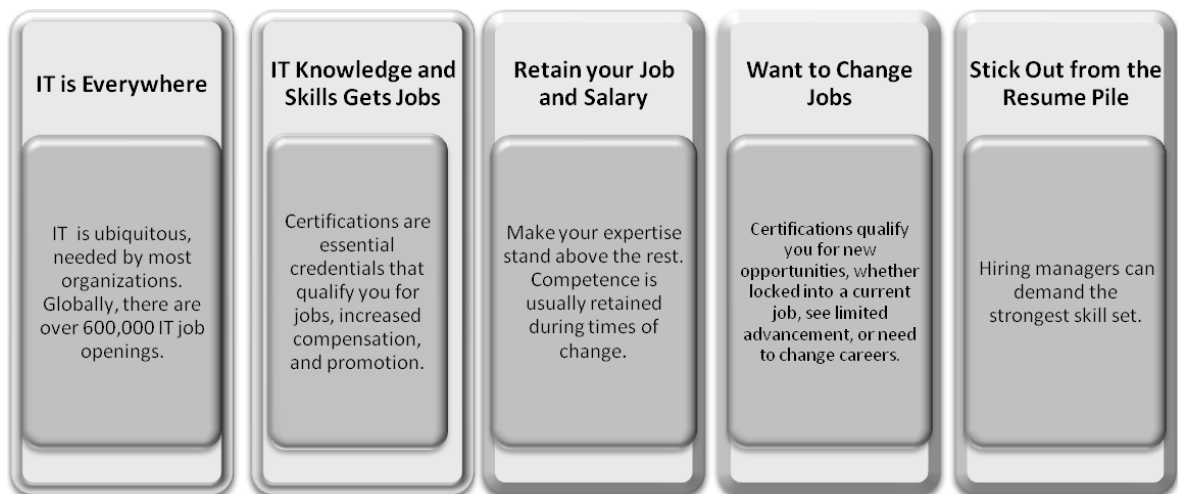 IT is Everywhere
IT is ubiquitous,
needed by most
organizations.
Globally, there are
over 600,000 IT job
openings.
IT Knowledge and
Skills Gets Jobs
Certifications are
essential
credentials that
qualify you for
jobs, increased
compensation,
and promotion.
Retain your Job
and Salary
Make your expertise
stand above the rest.
Competence is
usually retained
during times of
change.
Want to Change
Jobs
Certifications qualify
you for new
opportunities, whether
locked into a current
job, see limited
advancement, or need
to change careers.
Stick Out from the
Resume Pile
Hiring managers can
demand the
strongest skill set.